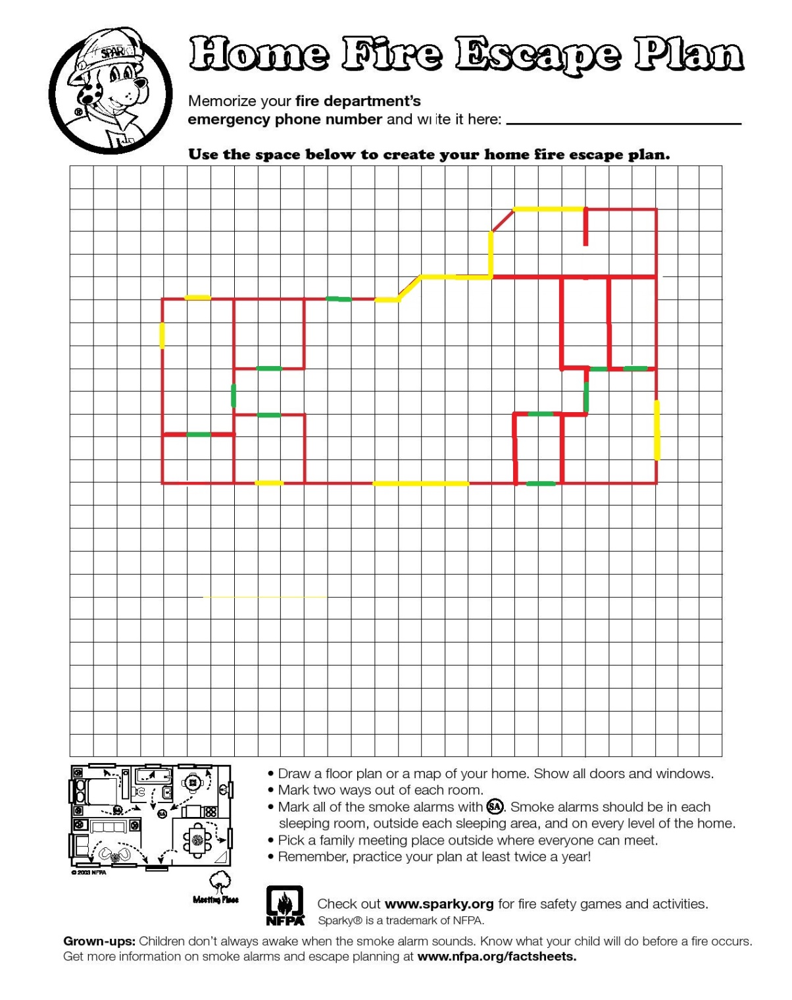 SPARKY
Home Fire Escape Plan
Memorize your fire department's
emergency phone number and write it here:
®
Use the space below to create your home fire escape plan.
• Draw a floor plan or a map of your home. Show all doors and windows.
• Mark two ways out of each room.
• Mark all of the smoke alarms with SA. Smoke alarms should be in each
sleeping room, outside each sleeping area, and on every level of the home.
• Pick a family meeting place outside where everyone can meet.
• Remember, practice your plan at least twice a year!
SA
SA
© 2003 NFPA
Meeting Place
NFPA®
Check out www.sparky.org for fire safety games and activities.
Sparky® is a trademark of NFPA.
Grown-ups: Children don't always awake when the smoke alarm sounds. Know what your child will do before a fire occurs.
Get more information on smoke alarms and escape planning at www.nfpa.org/factsheets.